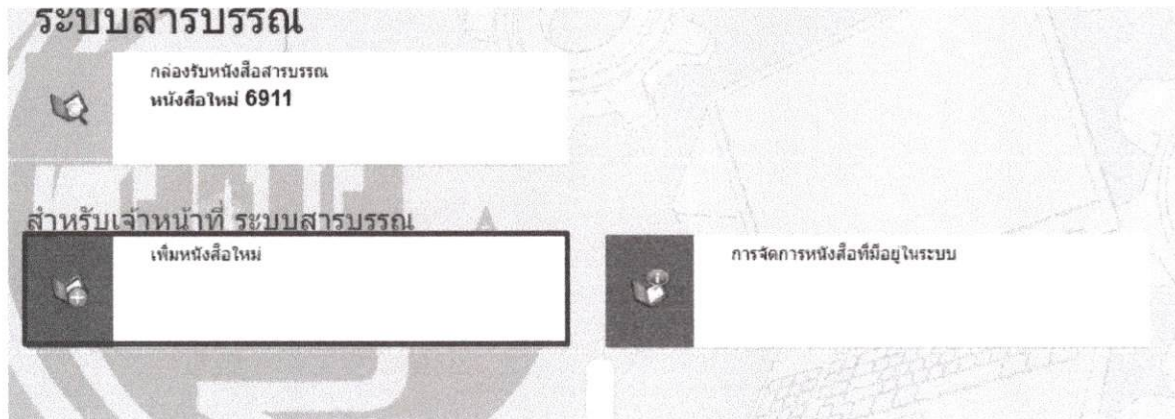 ระบบสารบรรณ
กล่องรับหนังสือสารบรรณ
หนังสือใหม่ 6911
สำหรับเจ้าหน้าที่ ระบบสารบรรณ
เพิ่มหนังสือใหม่
การจัดการหนังสือที่มีอยู่ในระบบ